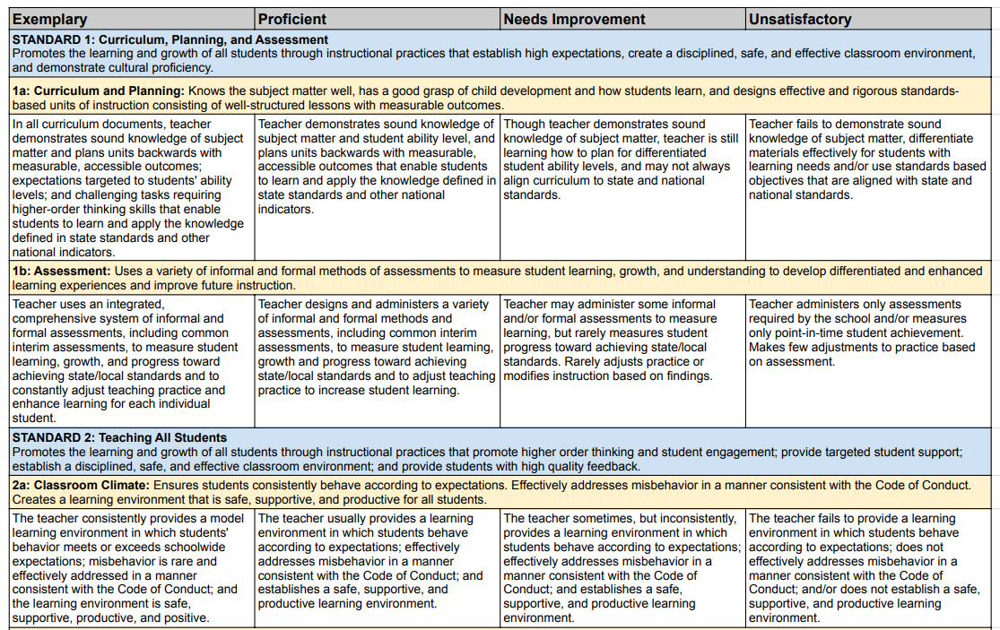 Exemplary
Proficient
Needs Improvement
Unsatisfactory
STANDARD 1: Curriculum, Planning, and Assessment
Promotes the learning and growth of all students through instructional practices that establish high expectations, create a disciplined, safe, and effective classroom environment,
and demonstrate cultural proficiency.
1a: Curriculum and Planning: Knows the subject matter well, has a good grasp of child development and how students learn, and designs effective and rigorous standards-
based units of instruction consisting of well-structured lessons with measurable outcomes.
In all curriculum documents, teacher
demonstrates sound knowledge of subject
matter and plans units backwards with
measurable, accessible outcomes;
expectations targeted to students' ability
levels; and challenging tasks requiring
higher-order thinking skills that enable
students to learn and apply the knowledge
defined in state standards and other
national indicators.
Teacher demonstrates sound knowledge of
subject matter and student ability level, and
plans units backwards with measurable,
accessible outcomes that enable students
to learn and apply the knowledge defined in
state standards and other national
indicators.
Though teacher demonstrates sound
knowledge of subject matter, teacher is still
learning how to plan for differentiated
student ability levels, and may not always
align curriculum to state and national
standards.
Teacher fails to demonstrate sound
knowledge of subject matter, differentiate
materials effectively for students with
learning needs and/or use standards based
objectives that are aligned with state and
national standards.
1b: Assessment: Uses a variety of informal and formal methods of assessments to measure student learning, growth, and understanding to develop differentiated and enhanced
learning experiences and improve future instruction.
Teacher uses an integrated,
comprehensive system of informal and
formal assessments, including common
interim assessments, to measure student
learning, growth, and progress toward
achieving state/local standards and to
constantly adjust teaching practice and
enhance learning for each individual
student.
Teacher designs and administers a variety
of informal and formal methods and
assessments, including common interim
assessments, to measure student learning,
growth and progress toward achieving
state/local standards and to adjust teaching
practice to increase student learning.
Teacher may administer some informal
and/or formal assessments to measure
learning, but rarely measures student
progress toward achieving state/local
standards. Rarely adjusts practice or
modifies instruction based on findings.
Teacher administers only assessments
required by the school and/or measures
only point-in-time student achievement.
Makes few adjustments to practice based
on assessment.
STANDARD 2: Teaching All Students
Promotes the learning and growth of all students through instructional practices that promote higher order thinking and student engagement; provide targeted student support;
establish a disciplined, safe, and effective classroom environment; and provide students with high quality feedback.
2a: Classroom Climate: Ensures students consistently behave according to expectations. Effectively addresses misbehavior in a manner consistent with the Code of Conduct.
Creates a learning environment that is safe, supportive, and productive for all students.
The teacher consistently provides a model
learning environment in which students'
behavior meets or exceeds schoolwide
expectations; misbehavior is rare and
effectively addressed in a manner
consistent with the Code of Conduct; and
the learning environment is safe,
supportive, productive, and positive.
The teacher usually provides a learning
environment in which students behave
according to expectations; effectively
addresses misbehavior in a manner
consistent with the Code of Conduct; and
establishes a safe, supportive, and
productive learning environment.
The teacher sometimes, but inconsistently,
provides a learning environment in which
students behave according to expectations;
effectively addresses misbehavior in a
manner consistent with the Code of
Conduct; and establishes a safe,
supportive, and productive learning
environment.
The teacher fails to provide a learning
environment in which students behave
according to expectations; does not
effectively addresses misbehavior in a
manner consistent with the Code of
Conduct; and/or does not establish a safe,
supportive, and productive learning
environment.